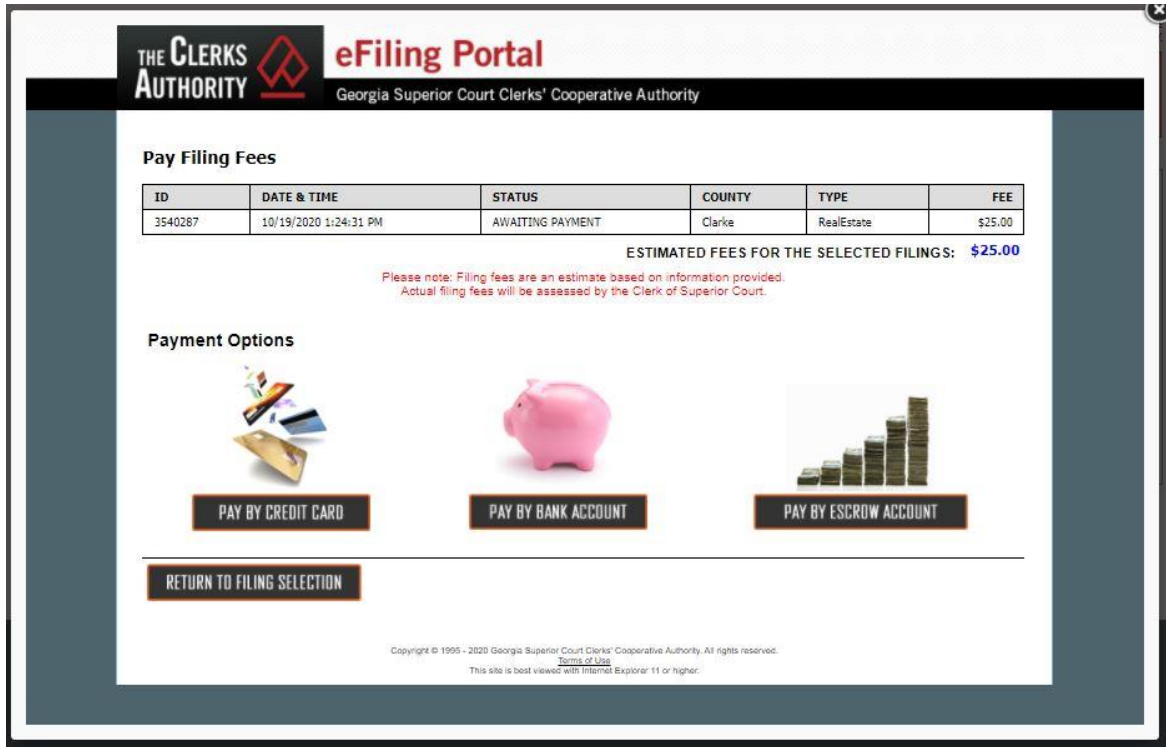 THE CLERKS
AUTHORITY
eFiling Portal
Georgia Superior Court Clerks' Cooperative Authority
Pay Filing Fees
ID DATE & TIME STATUS COUNTY TYPE FEE
3540287 10/19/2020 1:24:31 PM AWAITING PAYMENT Clarke RealEstate $25.00
ESTIMATED FEES FOR THE SELECTED FILINGS: $25.00
Please note: Filing fees are an estimate based on information provided.
Actual filing fees will be assessed by the Clerk of Superior Court.
Payment Options
PAY BY CREDIT CARD PAY BY BANK ACCOUNT PAY BY ESCROW ACCOUNT
RETURN TO FILING SELECTION
Copyright © 1995 - 2020 Georgia Superior Court Clerks' Cooperative Authority. All rights reserved.
Terms of Use
This site is best viewed with Internet Explorer 11 or higher.